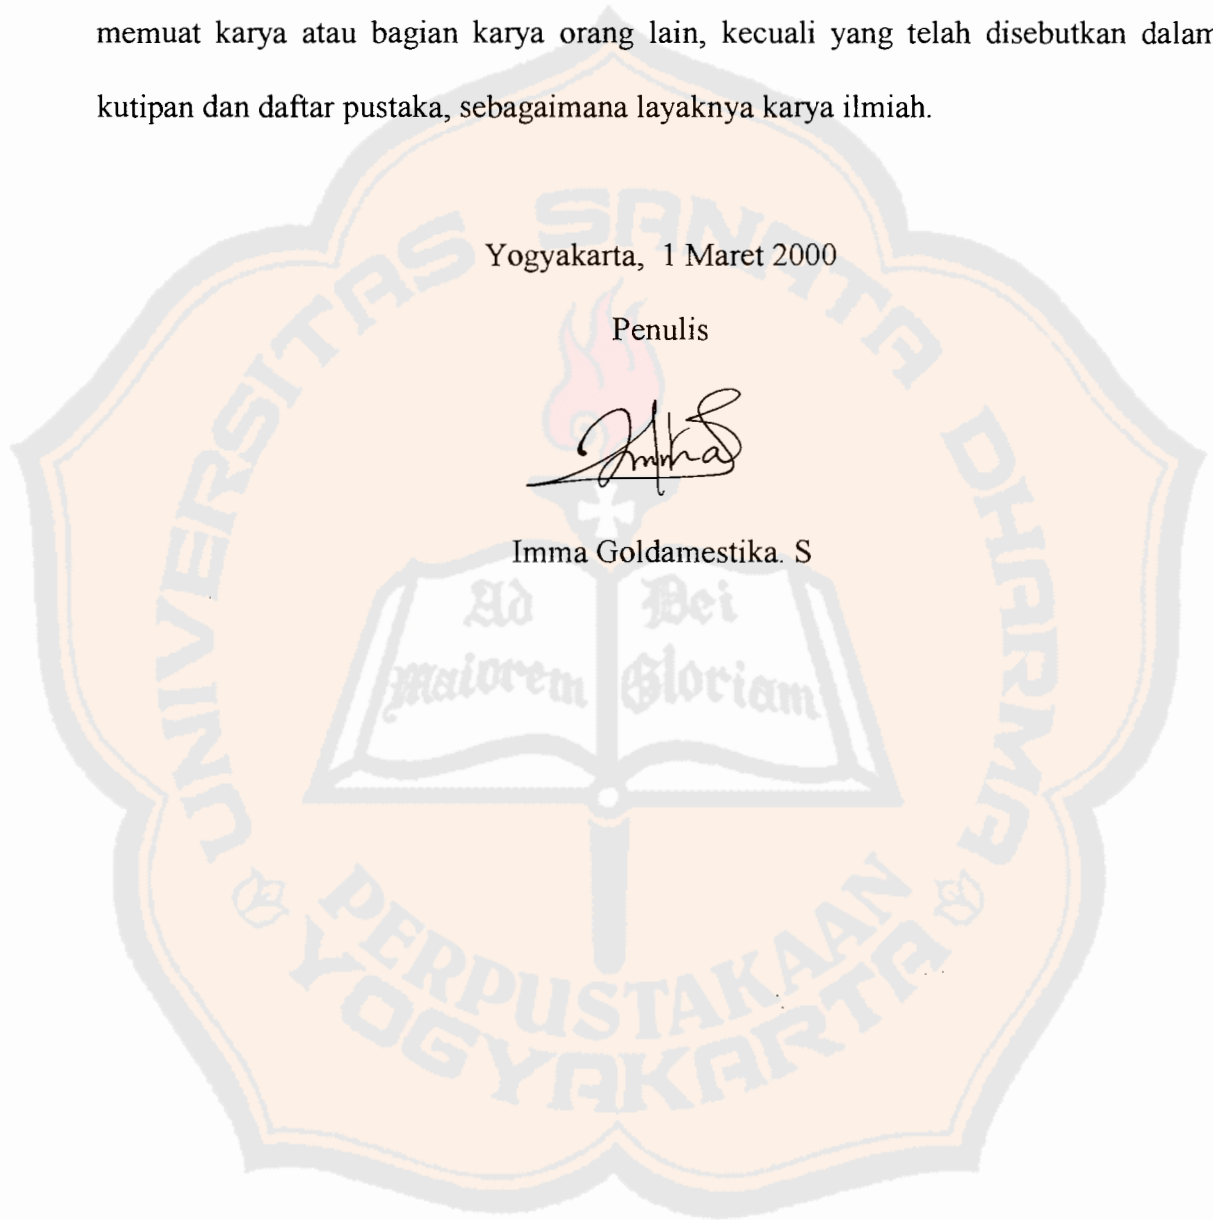 memuat karya atau bagian karya orang lain, kecuali yang telah disebutkan dalam
kutipan dan daftar pustaka, sebagaimana layaknya karya ilmiah.
Yogyakarta, 1 Maret 2000
Penulis
Imma S
Imma Goldamestika. S
UNIVERSITAS SANATA DHARMA
Ad Dei
Maiorem Gloriam
PERPUSTAKAAN
YOGYAKARTA